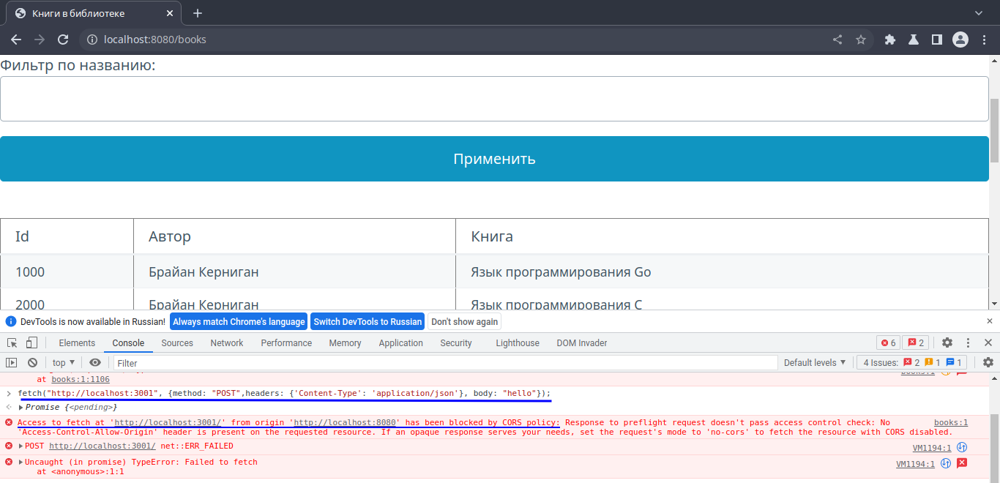 Книги в библиотеке
localhost:8080/books
Фильтр по названию:
Применить
Id Автор Книга
1000 Брайан Керниган Язык программирования Go
2000 Брайан Керниган Язык программирования C
DevTools is now available in Russian! Always match Chrome's language Switch DevTools to Russian Don't show again
Elements Console Sources Network Performance Memory Application Security Lighthouse DOM Invader 6 2
top Filter Default levels 4 Issues: 2 1 1
at books:1:1106 books:1
fetch("http://localhost:3001", {method: "POST",headers: {'Content-Type': 'application/json'}, body: "hello"});
Promise {<pending>}
Access to fetch at 'http://localhost:3001/' from origin 'http://localhost:8080' has been blocked by CORS policy: Response to preflight request doesn't pass access control check: No books:1
'Access-Control-Allow-Origin' header is present on the requested resource. If an opaque response serves your needs, set the request's mode to 'no-cors' to fetch the resource with CORS disabled.
POST http://localhost:3001/ net::ERR_FAILED VM1194:1
Uncaught (in promise) TypeError: Failed to fetch VM1194:1
at <anonymous>:1:1